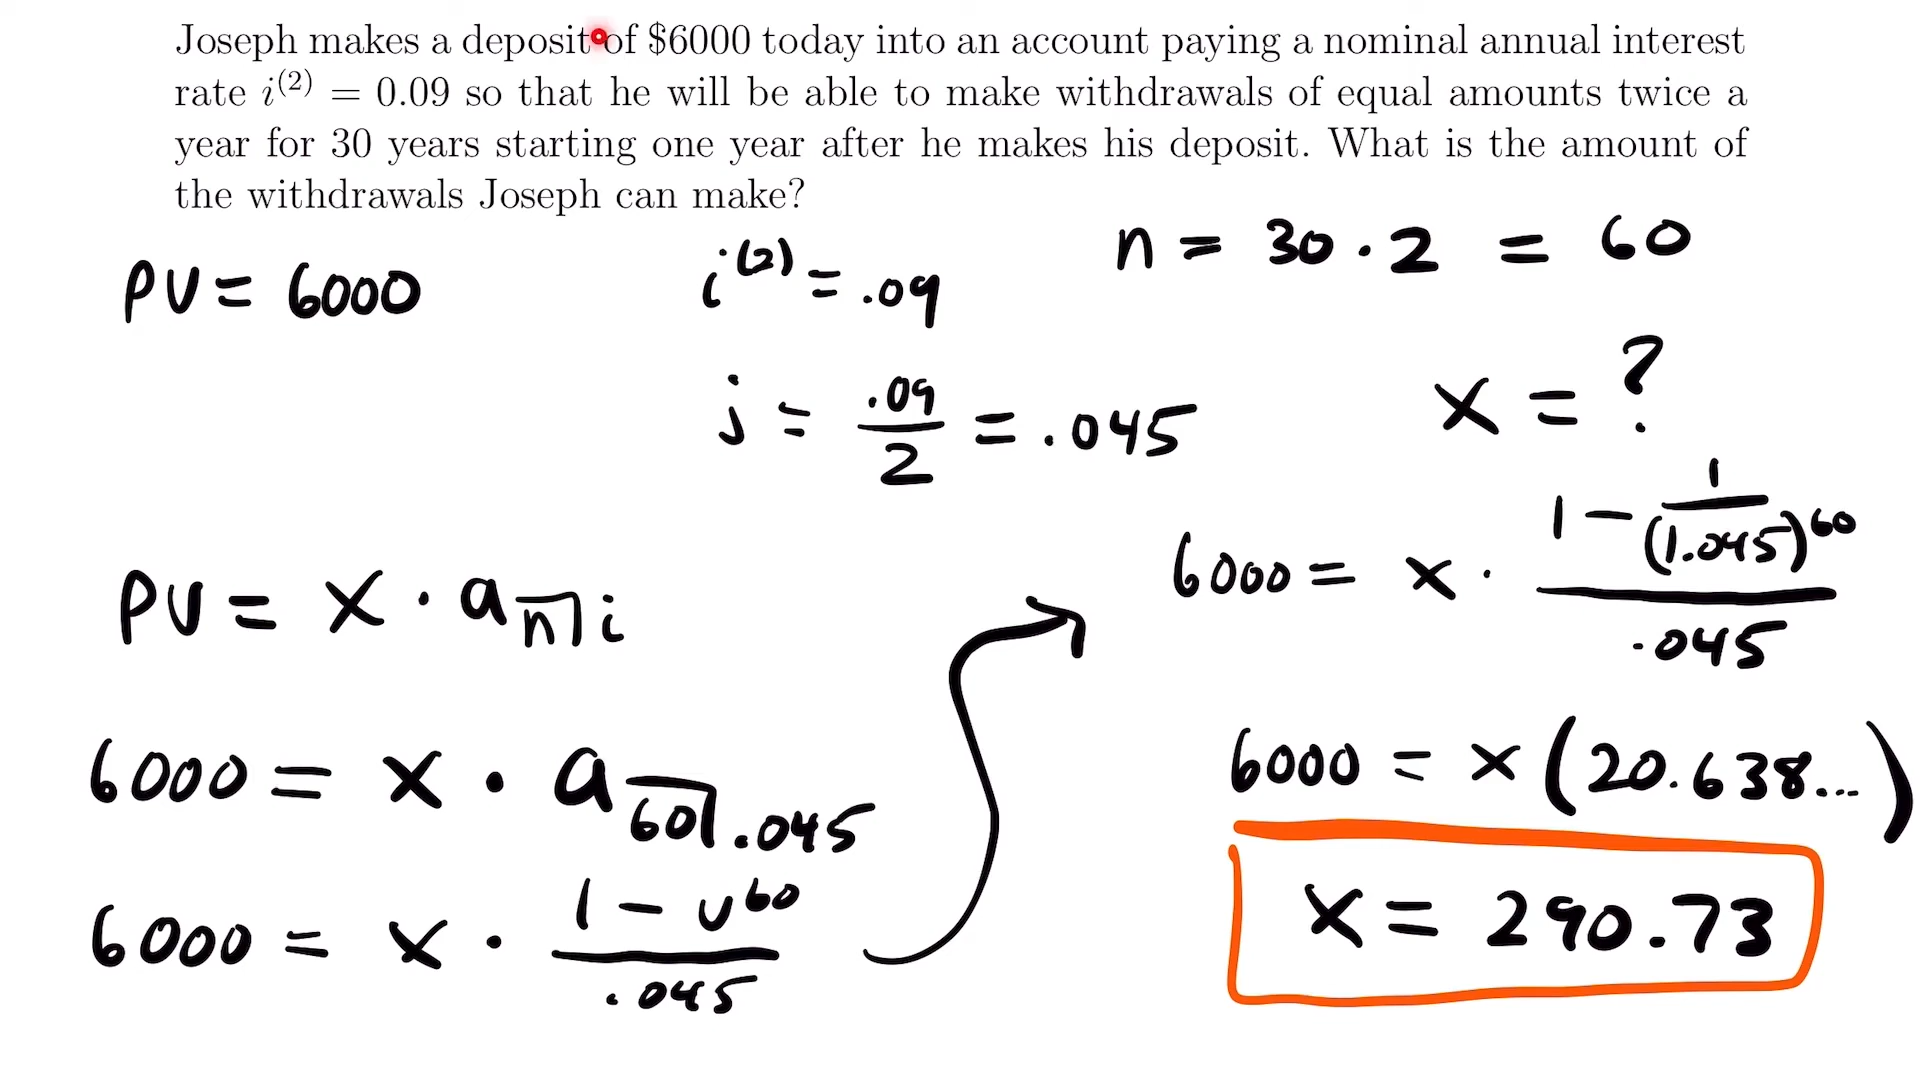 Joseph makes a deposit of $6000 today into an account paying a nominal annual interest
rate i^(2) = 0.09 so that he will be able to make withdrawals of equal amounts twice a
year for 30 years starting one year after he makes his deposit. What is the amount of
the withdrawals Joseph can make?
PV = 6000
i^(2) = .09
n = 30 · 2 = 60
j = .09/2 = .045
x = ?
PV = x · a_n̅| i
6000 = x · a_6̅0̅| .045
6000 = x · (1 - v^60)/.045
6000 = x · (1 - 1/(1.045)^60)/.045
6000 = x (20.638...)
x = 290.73